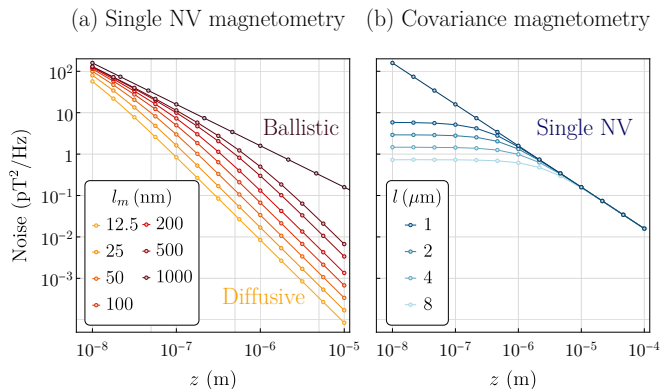 (a) Single NV magnetometry
(b) Covariance magnetometry
Noise (pT²/Hz)
10²
10
1
10⁻¹
10⁻²
10⁻³
Ballistic
Diffusive
l_m (nm)
12.5
25
50
100
200
500
1000
10⁻⁸
10⁻⁷
10⁻⁶
10⁻⁵
z (m)
Single NV
l (μm)
1
2
4
8
10⁻⁸
10⁻⁷
10⁻⁶
10⁻⁵
10⁻⁴
z (m)